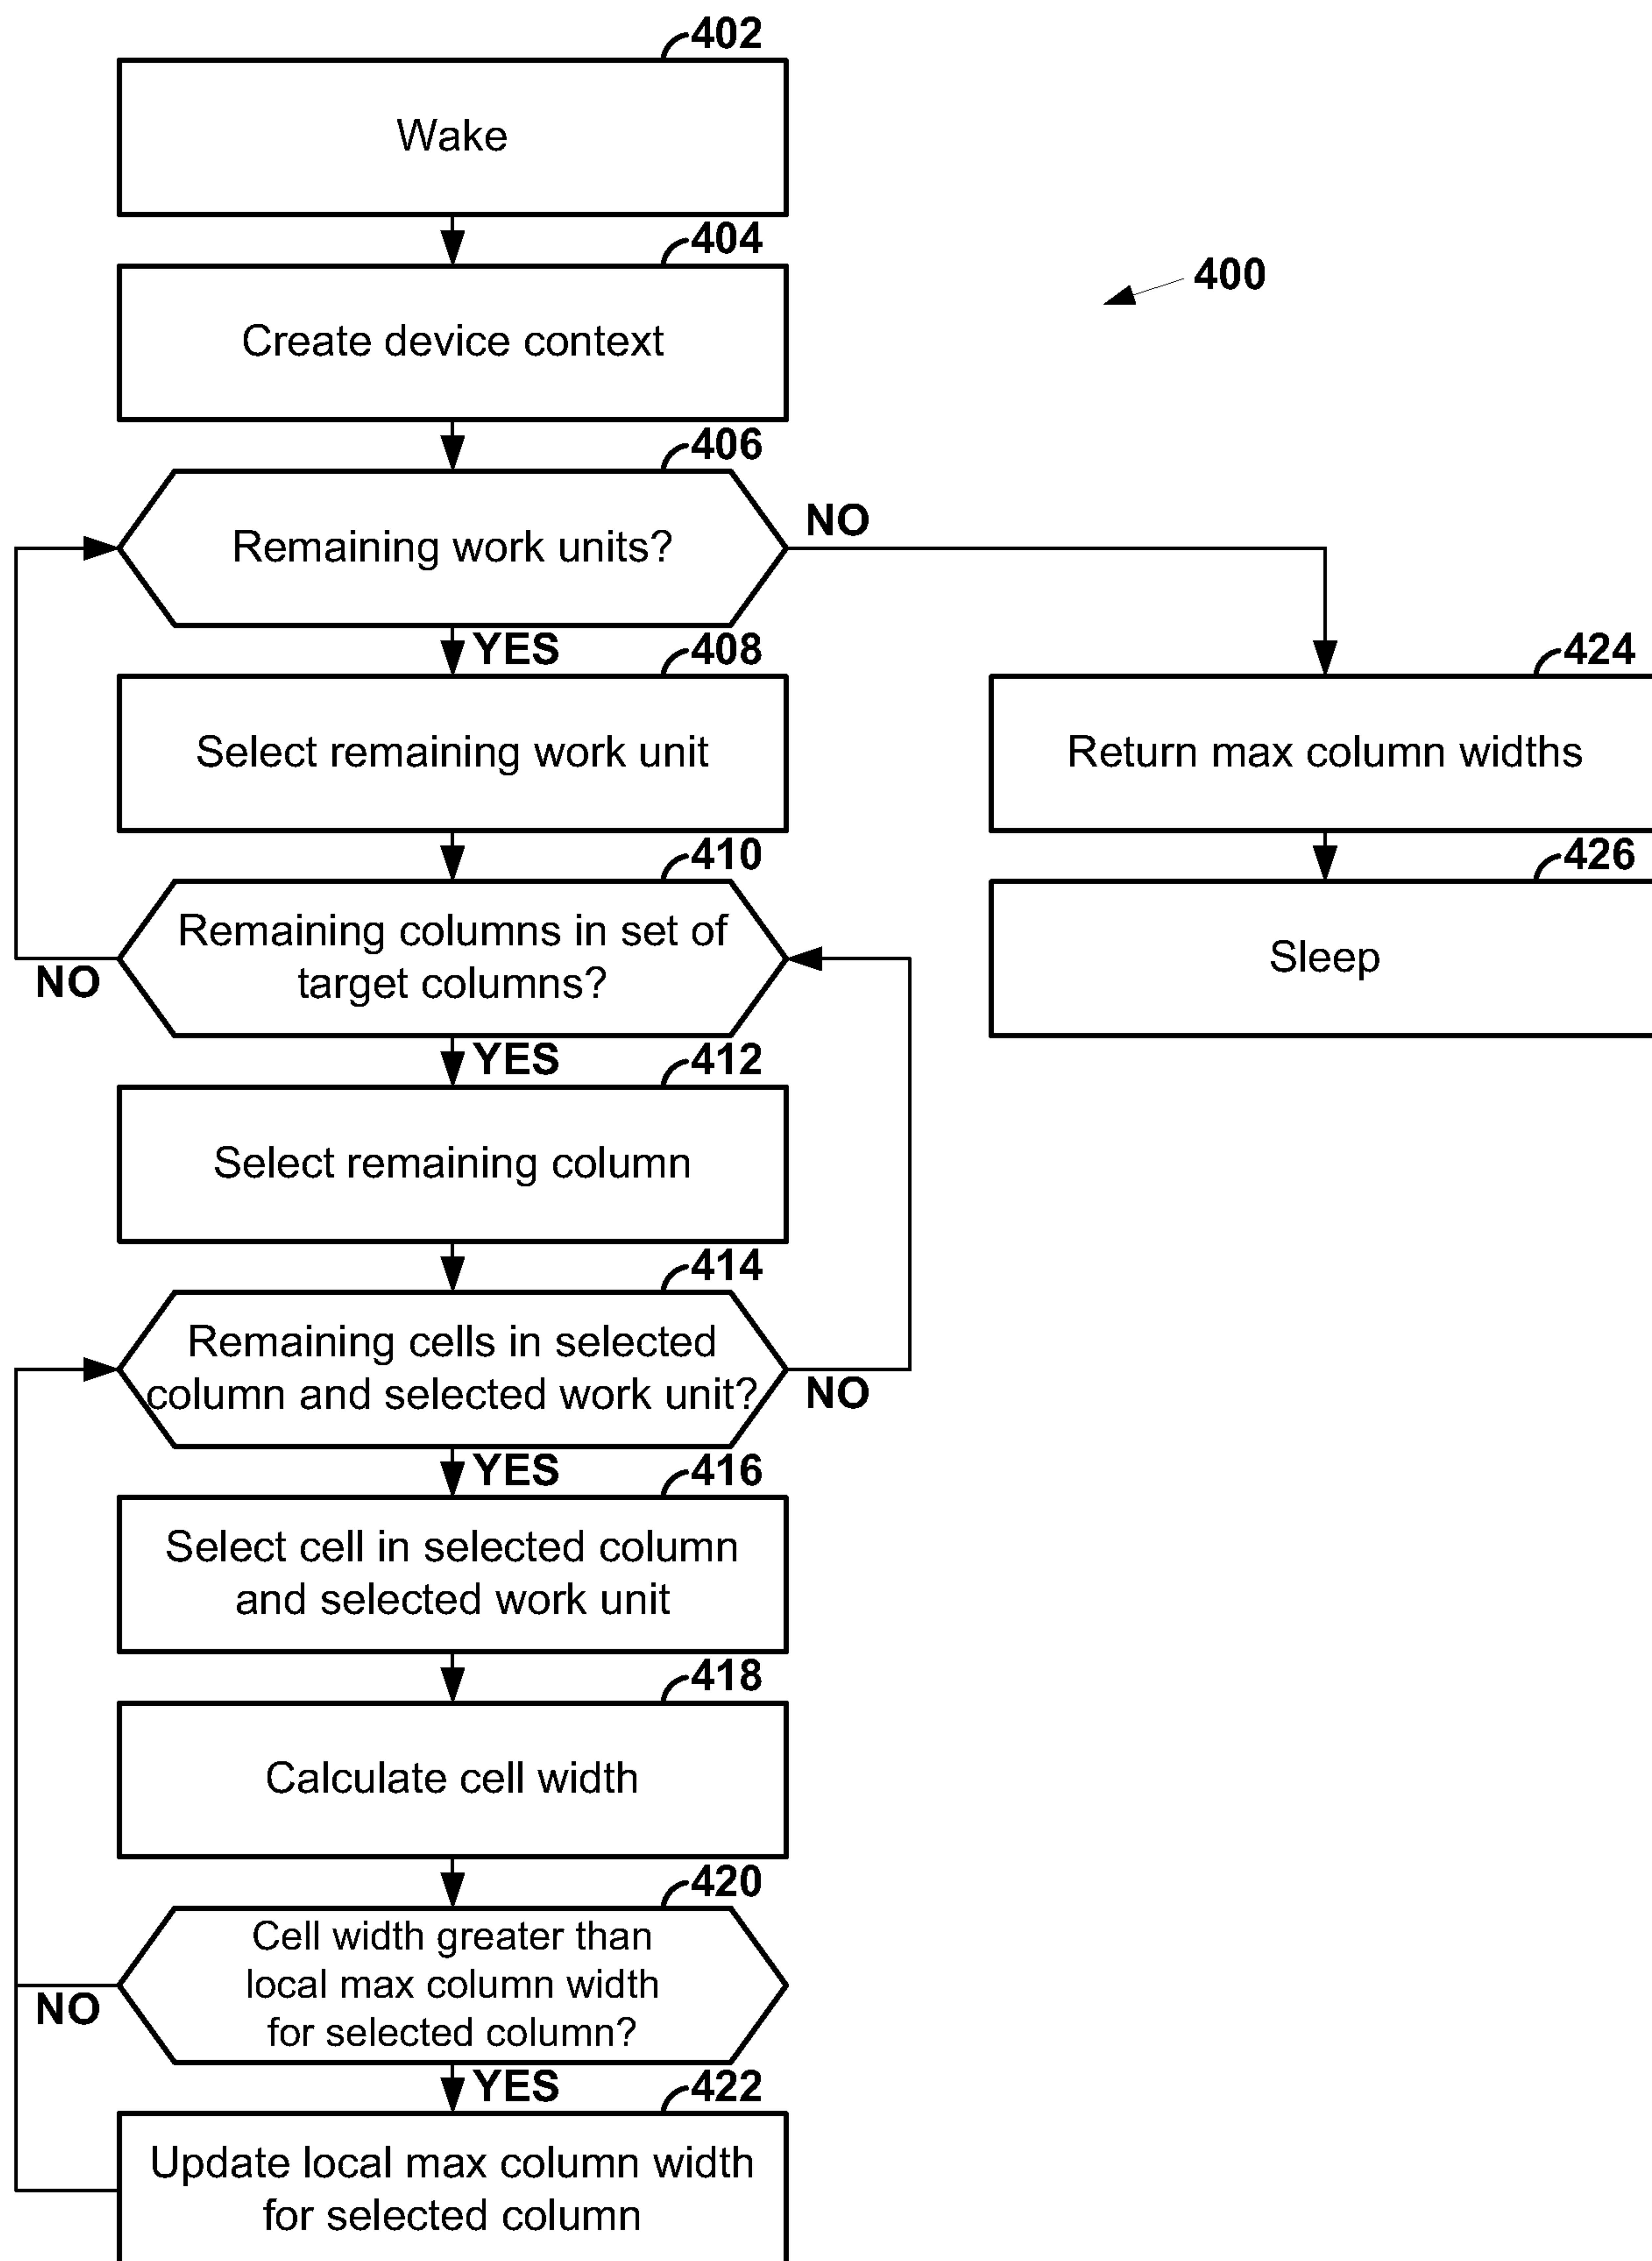 402
Wake
404
Create device context
400
406
Remaining work units?
NO
YES
408
Select remaining work unit
424
Return max column widths
410
Remaining columns in set of
target columns?
NO
426
Sleep
YES
412
Select remaining column
414
Remaining cells in selected
column and selected work unit?
NO
YES
416
Select cell in selected column
and selected work unit
418
Calculate cell width
420
Cell width greater than
local max column width
for selected column?
NO
YES
422
Update local max column width
for selected column